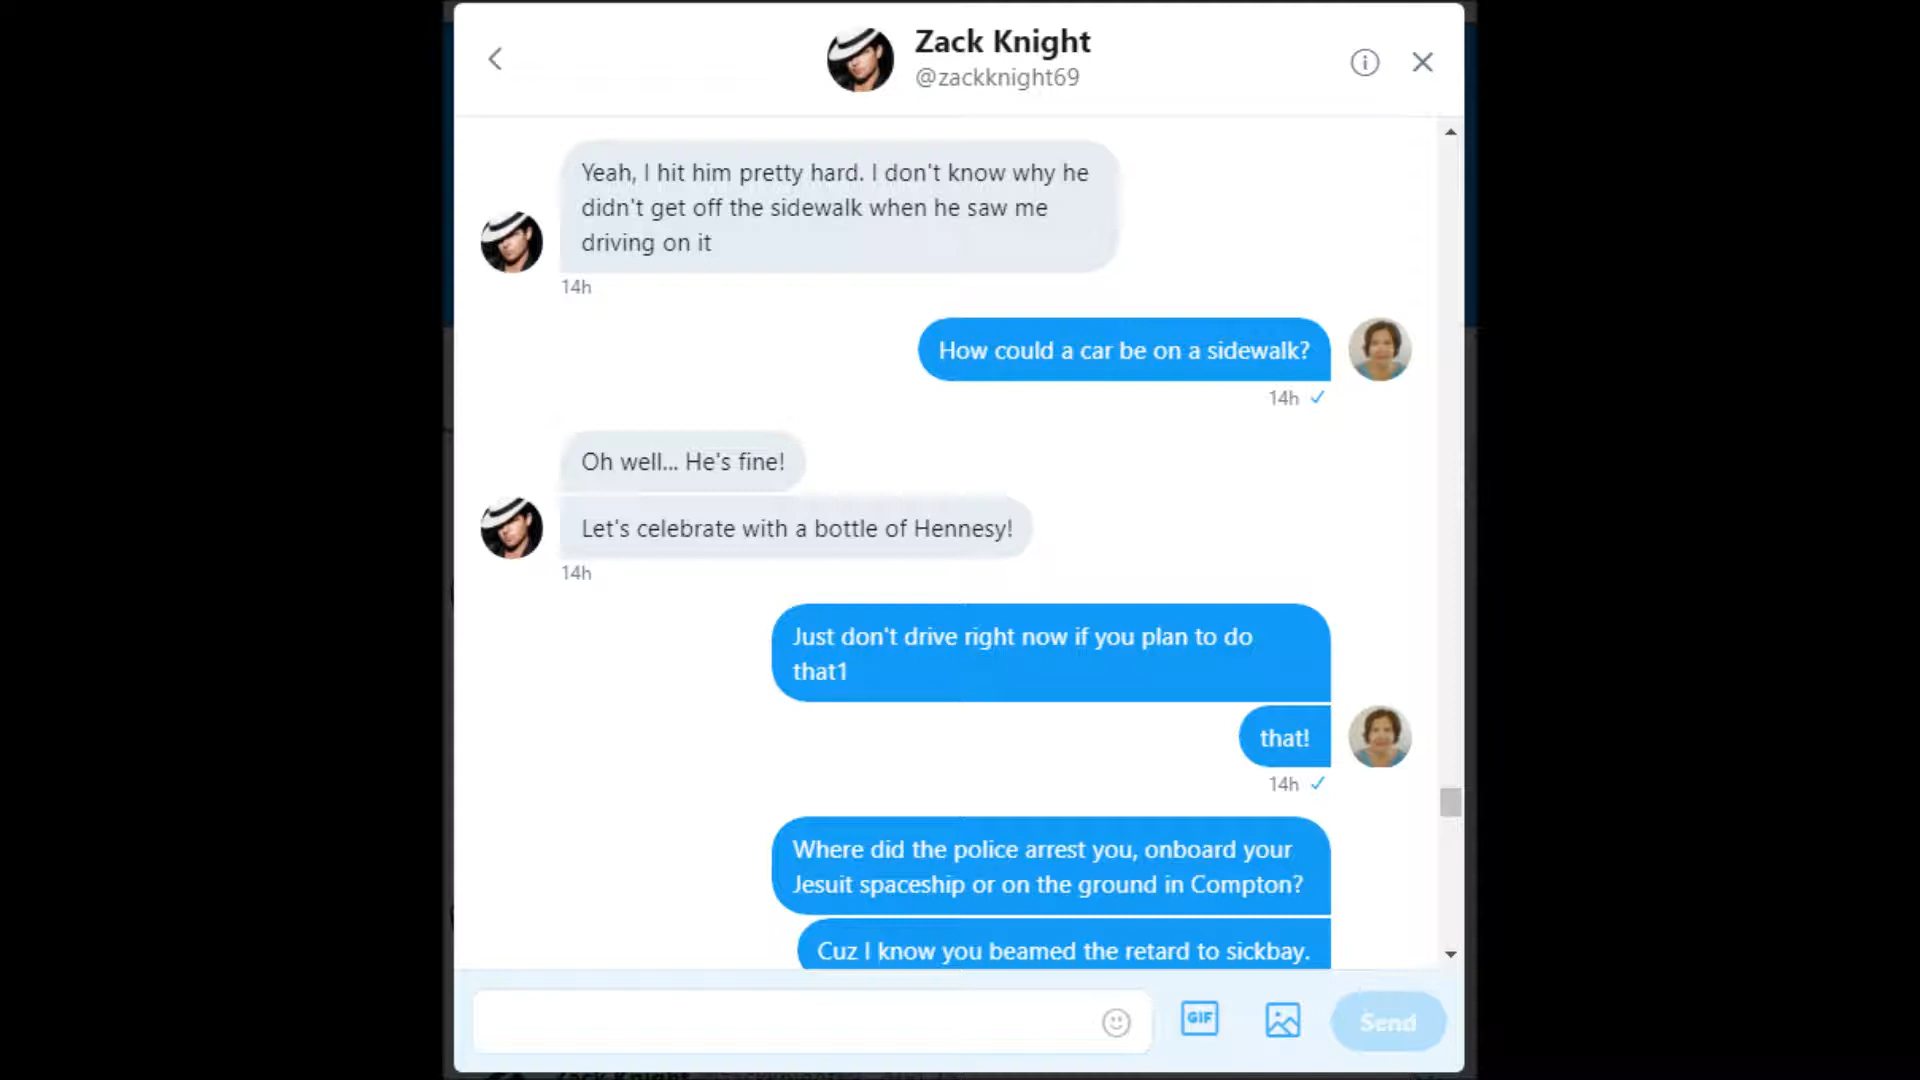 Zack Knight
@zackknight69
Yeah, I hit him pretty hard. I don't know why he
didn't get off the sidewalk when he saw me
driving on it
14h
How could a car be on a sidewalk?
14h
Oh well... He's fine!
Let's celebrate with a bottle of Hennesy!
14h
Just don't drive right now if you plan to do
that1
that!
14h
Where did the police arrest you, onboard your
Jesuit spaceship or on the ground in Compton?
Cuz I know you beamed the retard to sickbay.
GIF
Send
Zack Knight